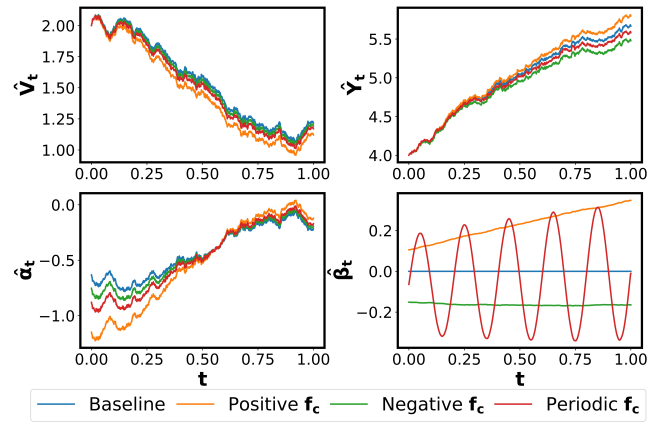 V̂ₜ
2.00
1.75
1.50
1.25
1.00
0.00 0.25 0.50 0.75 1.00
Ŷₜ
5.5
5.0
4.5
4.0
0.00 0.25 0.50 0.75 1.00
α̂ₜ
0.0
−0.5
−1.0
0.00 0.25 0.50 0.75 1.00
t
β̂ₜ
0.2
0.0
−0.2
0.00 0.25 0.50 0.75 1.00
t
Baseline Positive f_c Negative f_c Periodic f_c